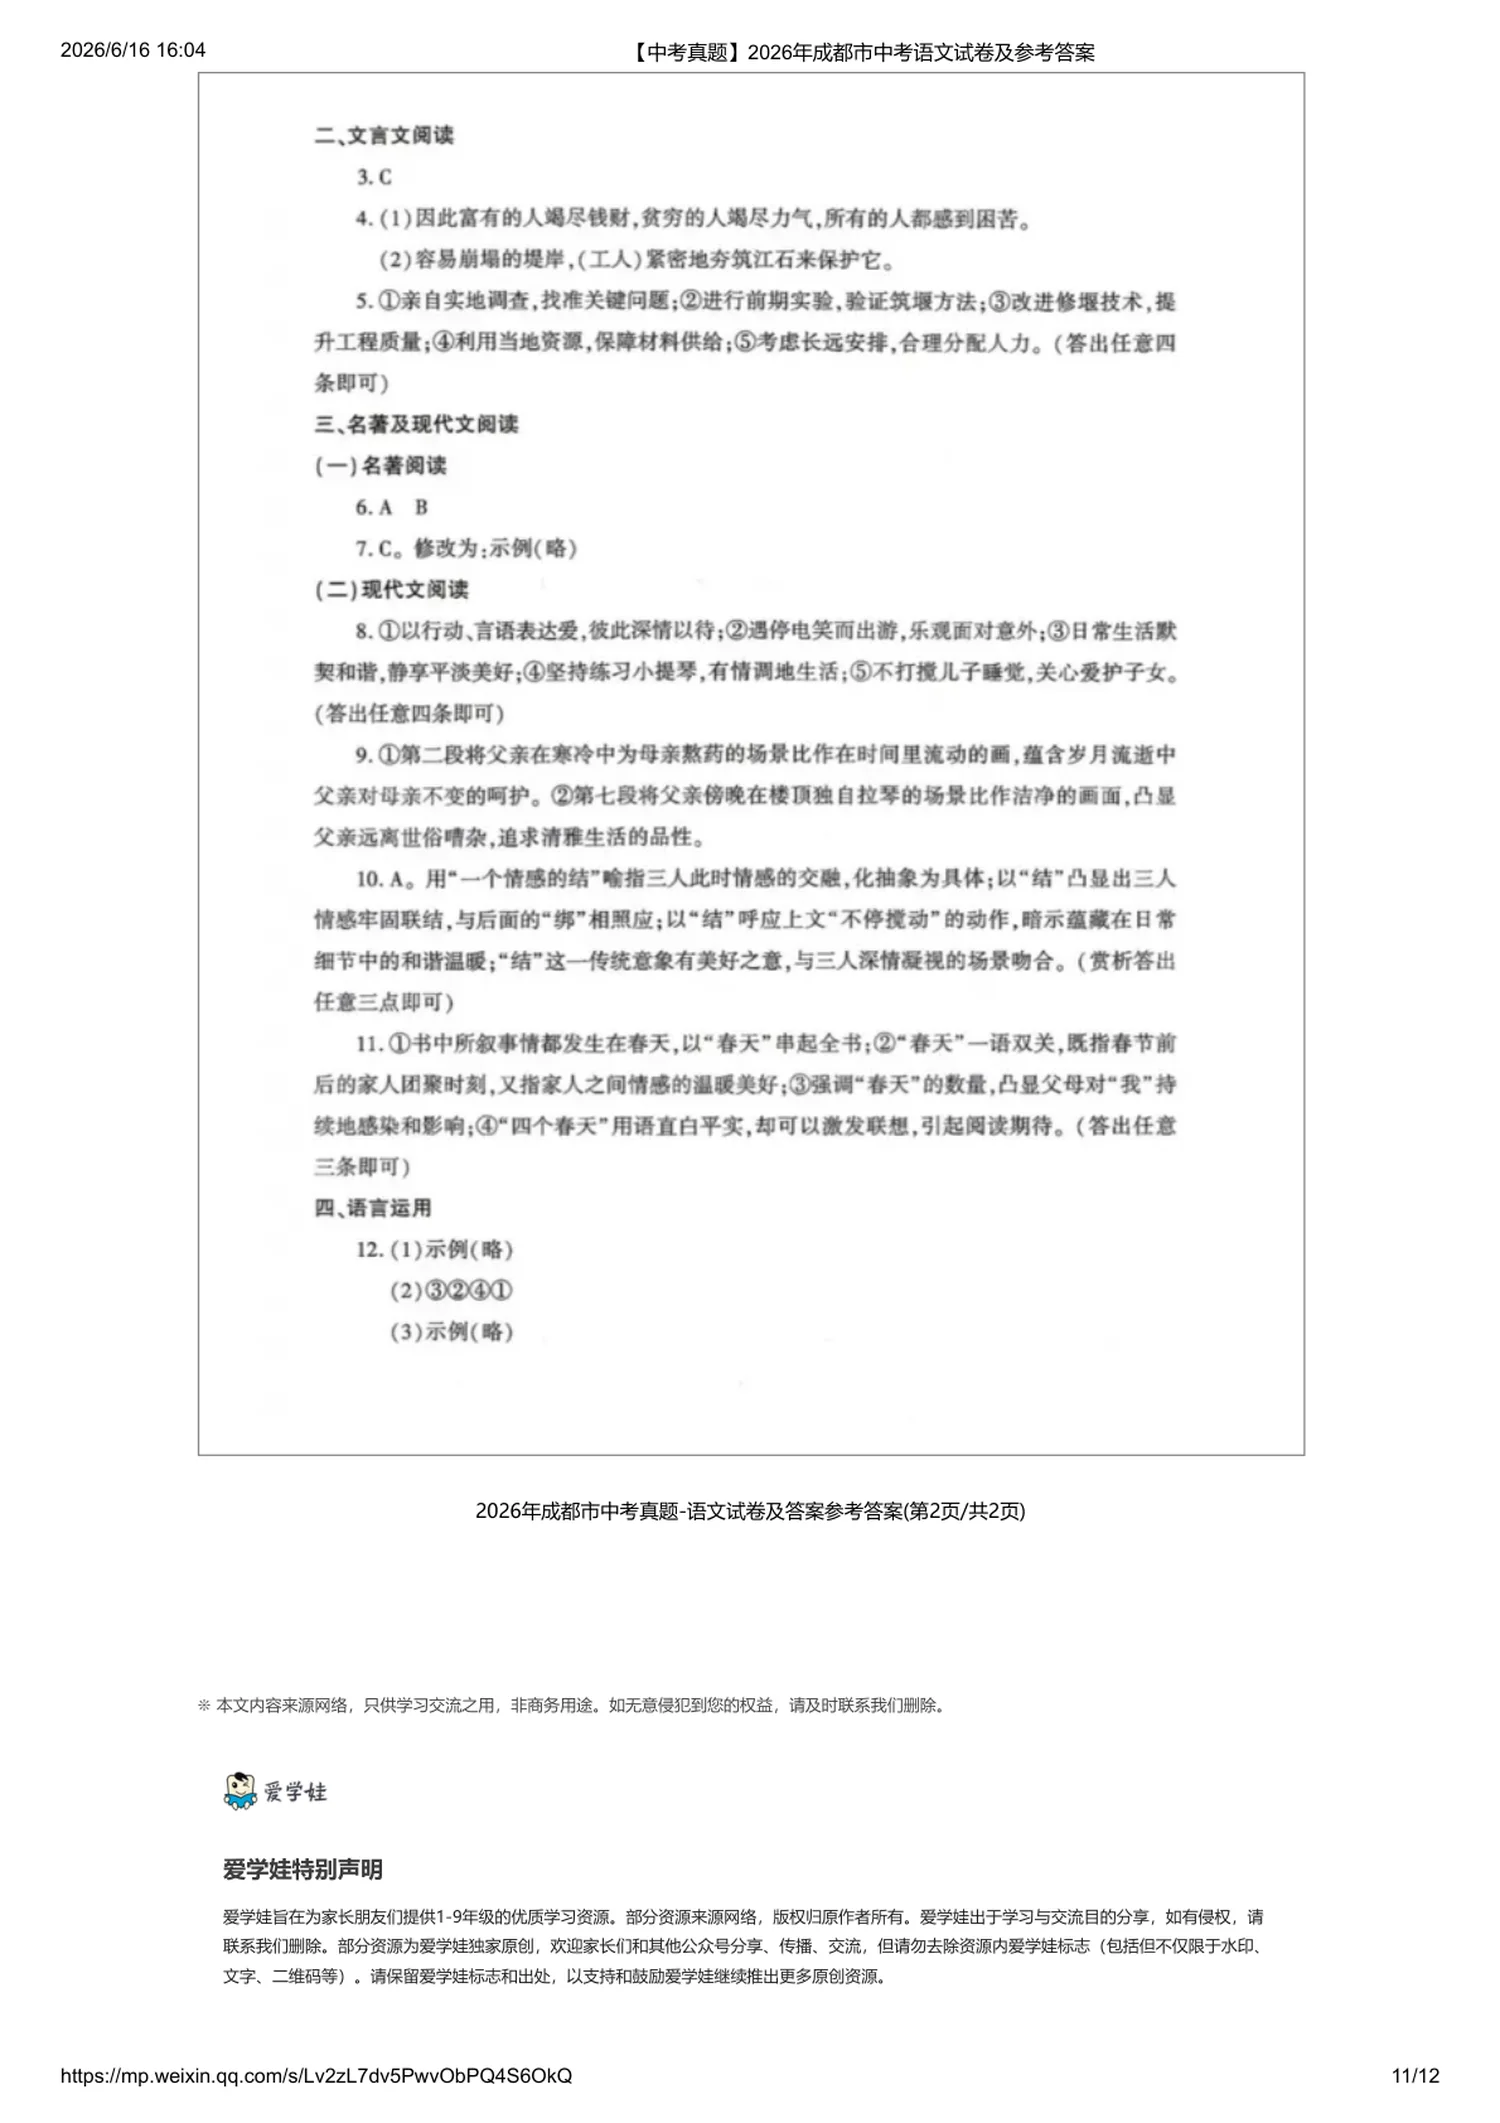 2026/6/16 16:04
【中考真题】2026年成都市中考语文试卷及参考答案
二、文言文阅读
3. C
4. (1)因此富有的人竭尽钱财,贫穷的人竭尽力气,所有的人都感到困苦。
(2)容易崩塌的堤岸,(工人)紧密地夯筑江石来保护它。
5. ①亲自实地调查,找准关键问题;②进行前期实验,验证筑堰方法;③改进修堰技术,提
升工程质量;④利用当地资源,保障材料供给;⑤考虑长远安排,合理分配人力。(答出任意四
条即可)
三、名著及现代文阅读
(一)名著阅读
6. A B
7. C。修改为:示例(略)
(二)现代文阅读
8. ①以行动、言语表达爱,彼此深情以待;②遇停电笑而出游,乐观面对意外;③日常生活默
契和谐,静享平淡美好;④坚持练习小提琴,有情调地生活;⑤不打搅儿子睡觉,关心爱护子女。
(答出任意四条即可)
9. ①第二段将父亲在寒冷中为母亲熬药的场景比作在时间里流动的画,蕴含岁月流逝中
父亲对母亲不变的呵护。②第七段将父亲傍晚在楼顶独自拉琴的场景比作洁净的画面,凸显
父亲远离世俗嘈杂,追求清雅生活的品性。
10. A。用“一个情感的结”喻指三人此时情感的交融,化抽象为具体;以“结”凸显出三人
情感牢固联结,与后面的“绑”相照应;以“结”呼应上文“不停搅动”的动作,暗示蕴藏在日常
细节中的和谐温暖;“结”这一传统意象有美好之意,与三人深情凝视的场景吻合。(赏析答出
任意三点即可)
11. ①书中所叙事情都发生在春天,以“春天”串起全书;②“春天”一语双关,既指春节前
后的家人团聚时刻,又指家人之间情感的温暖美好;③强调“春天”的数量,凸显父母对“我”持
续地感染和影响;④“四个春天”用语直白平实,却可以激发联想,引起阅读期待。(答出任意
三条即可)
四、语言运用
12. (1)示例(略)
(2)③②④①
(3)示例(略)
2026年成都市中考真题-语文试卷及答案参考答案(第2页/共2页)
※ 本文内容来源网络，只供学习交流之用，非商务用途。如无意侵犯到您的权益，请及时联系我们删除。
爱学娃
爱学娃特别声明
爱学娃旨在为家长朋友们提供1-9年级的优质学习资源。部分资源来源网络，版权归原作者所有。爱学娃出于学习与交流目的分享，如有侵权，请
联系我们删除。部分资源为爱学娃独家原创，欢迎家长们和其他公众号分享、传播、交流，但请勿去除资源内爱学娃标志（包括但不仅限于水印、
文字、二维码等）。请保留爱学娃标志和出处，以支持和鼓励爱学娃继续推出更多原创资源。
https://mp.weixin.qq.com/s/Lv2zL7dv5PwvObPQ4S6OkQ
11/12